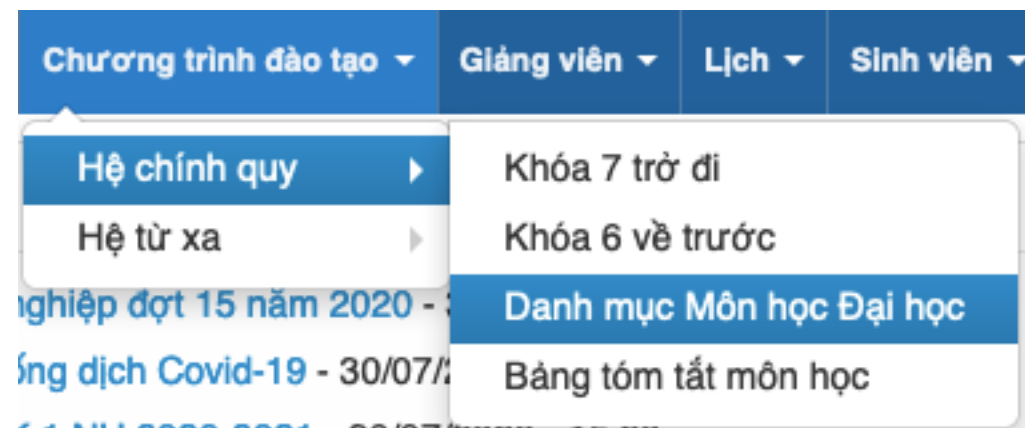 Chương trình đào tạo Giảng viên Lịch Sinh viên
Hệ chính quy
Hệ từ xa
Khóa 7 trở đi
Khóa 6 về trước
Danh mục Môn học Đại học
Bảng tóm tắt môn học
nghiệp đợt 15 năm 2020 -
dịch Covid-19 - 30/07/